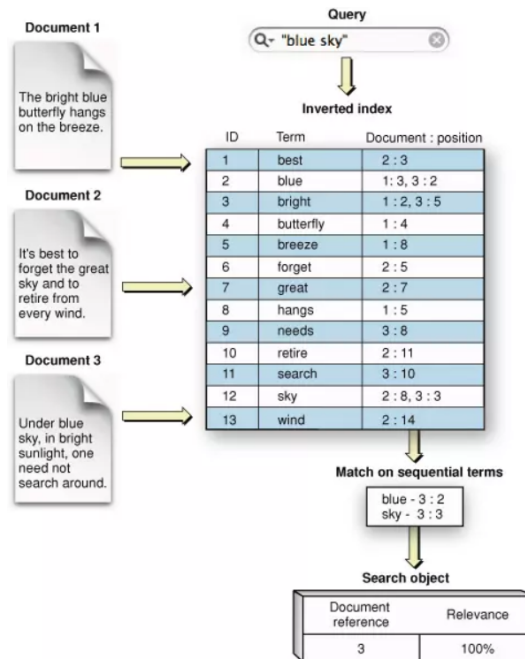 Document 1
The bright blue
butterfly hangs
on the breeze.
Document 2
It's best to
forget the great
sky and to
retire from
every wind.
Document 3
Under blue
sky, in bright
sunlight, one
need not
search around.
Query
"blue sky"
Inverted index
ID Term Document : position
1 best 2 : 3
2 blue 1: 3, 3 : 2
3 bright 1 : 2, 3 : 5
4 butterfly 1 : 4
5 breeze 1 : 8
6 forget 2 : 5
7 great 2 : 7
8 hangs 1 : 5
9 needs 3 : 8
10 retire 2 : 11
11 search 3 : 10
12 sky 2 : 8, 3 : 3
13 wind 2 : 14
Match on sequential terms
blue - 3 : 2
sky - 3 : 3
Search object
Document
reference
Relevance
3 100%